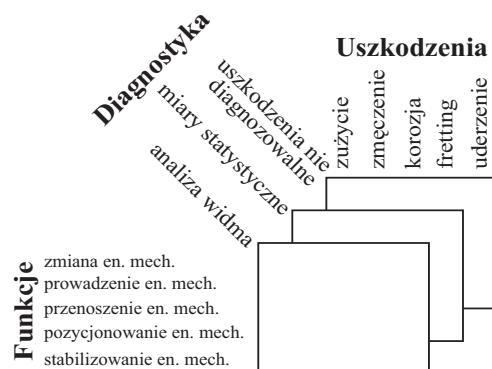 Uszkodzenia
Diagnostyka
uszkodzenia nie
diagnozowalne
miary statystyczne
analiza widma
zużycie
zmęczenie
korozja
fretting
uderzenie
Funkcje
zmiana en. mech.
prowadzenie en. mech.
przenoszenie en. mech.
pozycjonowanie en. mech.
stabilizowanie en. mech.